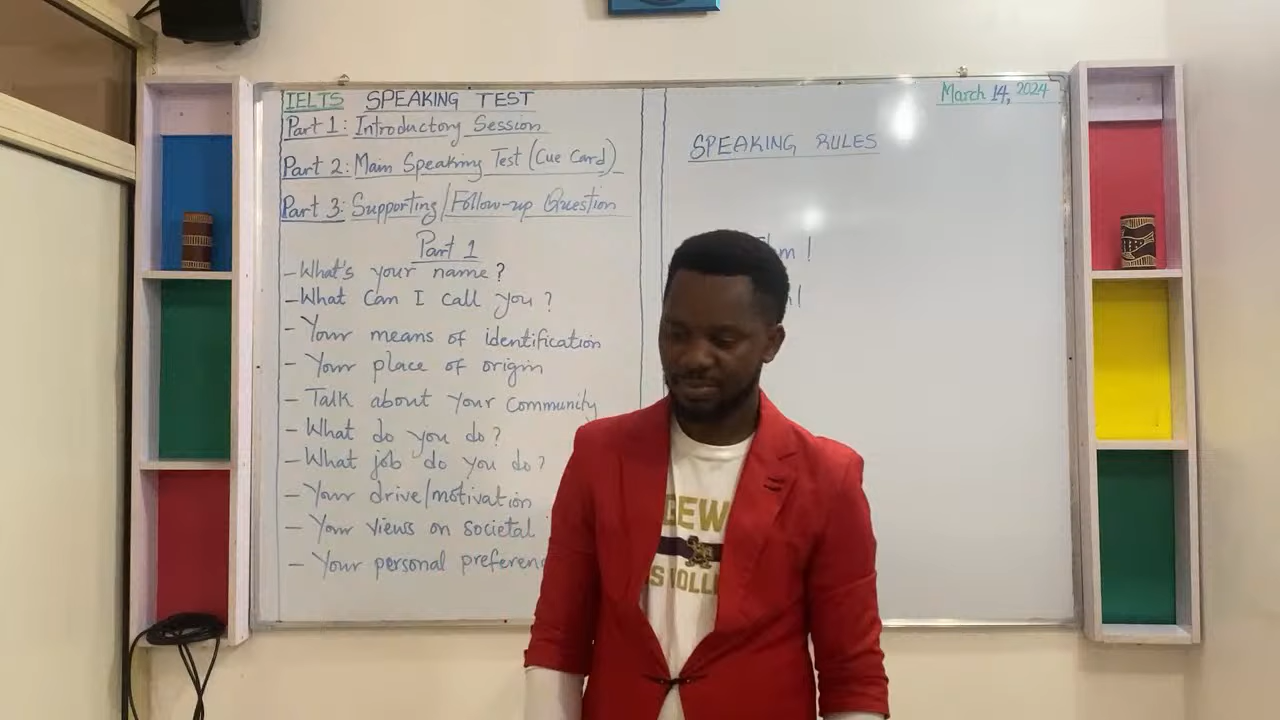 IELTS SPEAKING TEST
Part 1: Introductory Session
Part 2: Main Speaking Test (Cue Card)
Part 3: Supporting/Follow-up Question
Part 1
- What's your name?
- What can I call you?
- Your means of identification
- Your place of origin
- Talk about your community
- What do you do?
- What job do you do?
- Your drive/motivation
- Your views on societal
- Your personal
March 14, 2024
SPEAKING RULES